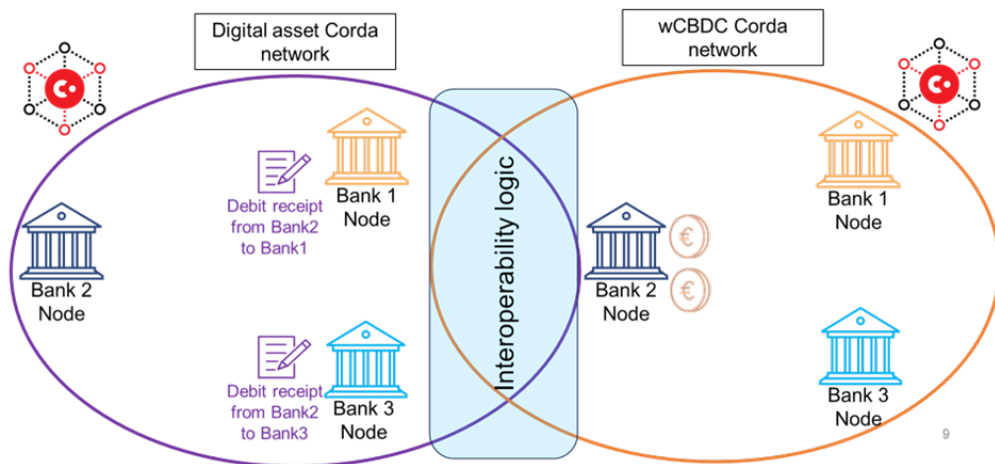 Digital asset Corda
network
wCBDC Corda
network
Bank 1
Node
Debit receipt
from Bank2
to Bank1
Bank 2
Node
Debit receipt
from Bank2
to Bank3
Bank 3
Node
Interoperability logic
Bank 2
Node
€
€
Bank 1
Node
Bank 3
Node
9